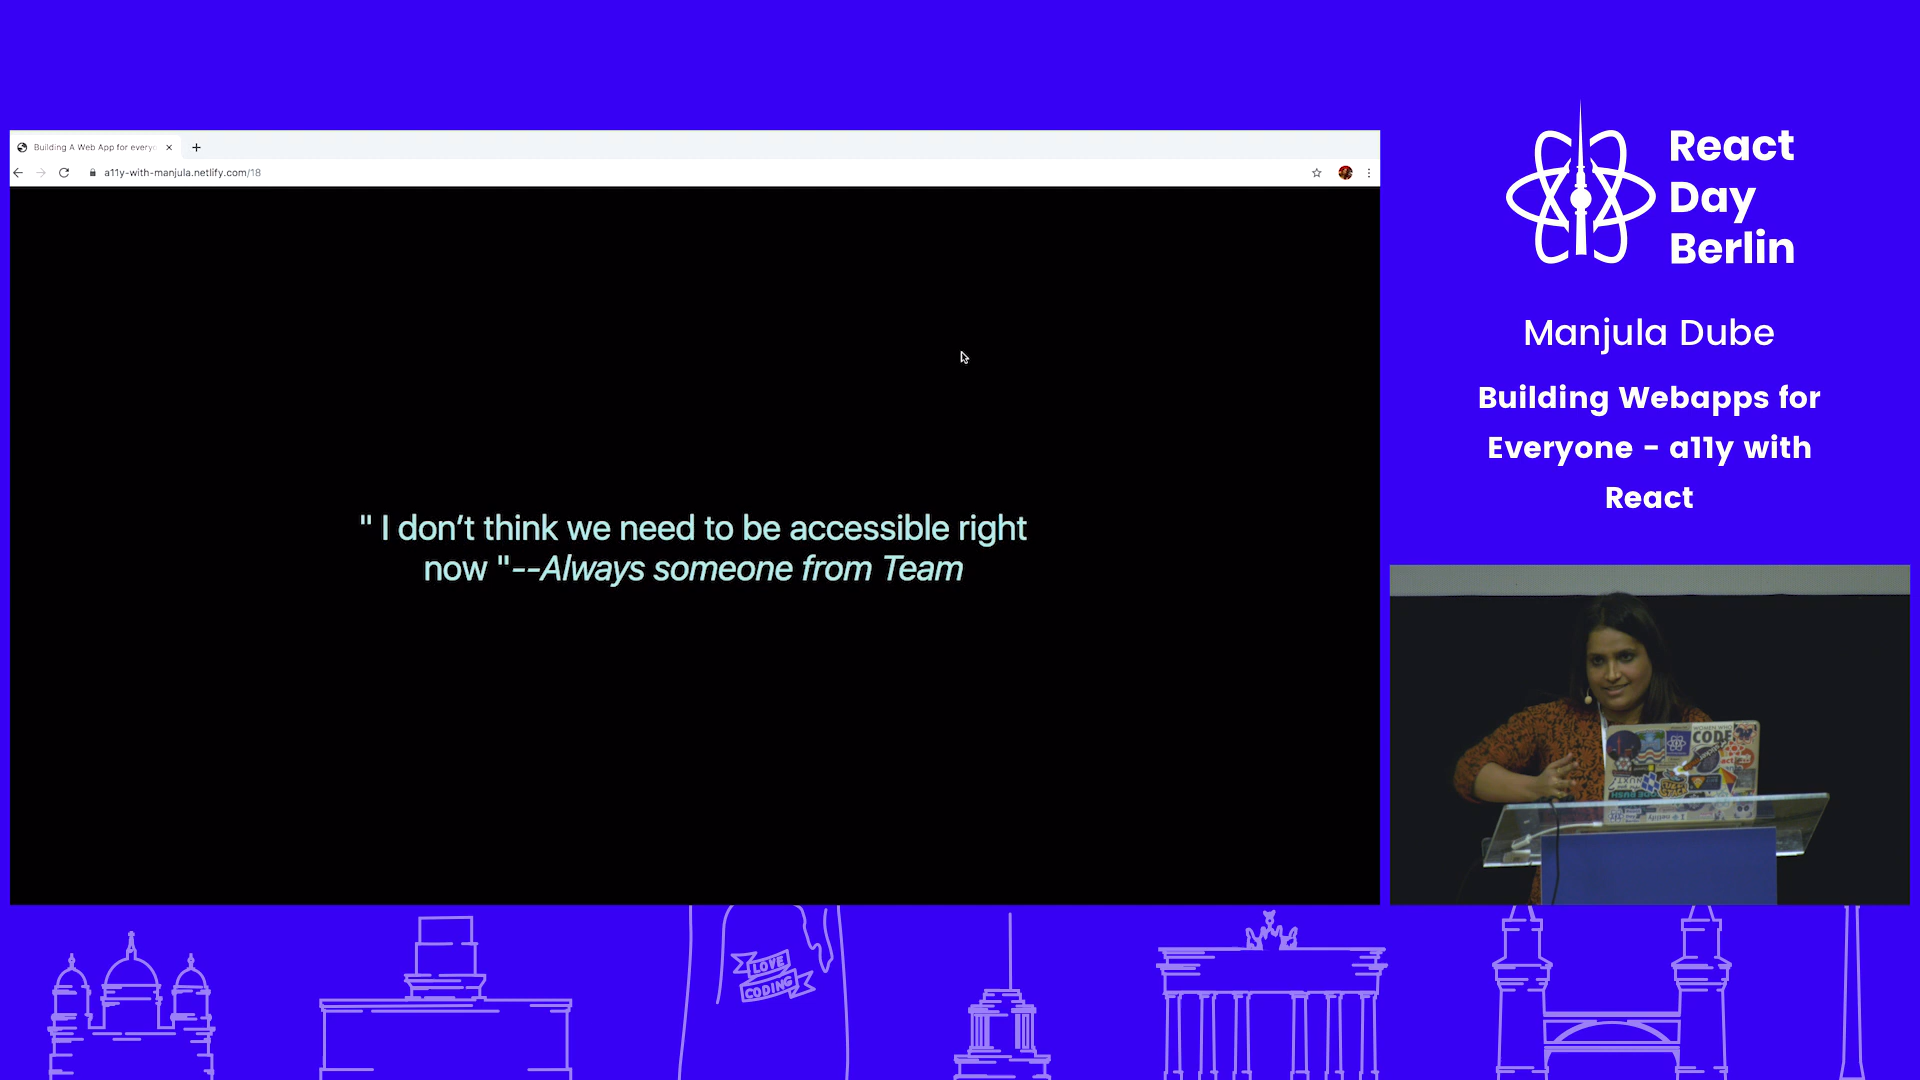 Building A Web App for everyo
a11y-with-manjula.netlify.com/18
" I don’t think we need to be accessible right
now "--Always someone from Team
React
Day
Berlin
Manjula Dube
Building Webapps for
Everyone - a11y with
React
CODE
LOVE
CODING